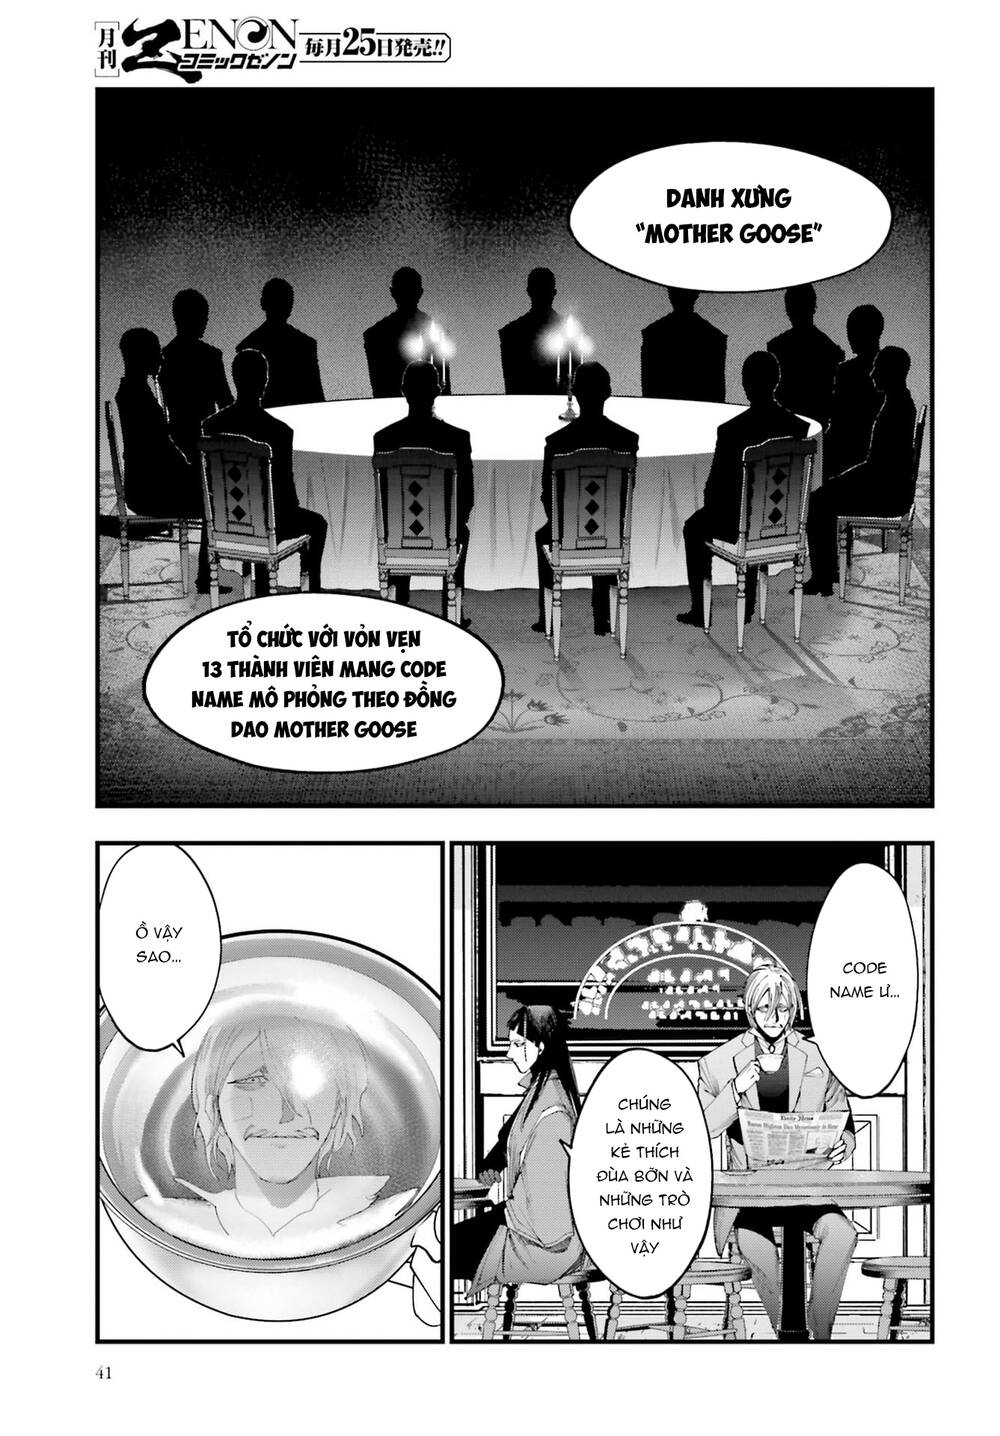 月刊
ZENON
コミックゼノン
毎月25日発売!!
DANH XƯNG
"MOTHER GOOSE"
TỔ CHỨC VỚI VỎN VẸN
13 THÀNH VIÊN MANG CODE
NAME MÔ PHỎNG THEO ĐỒNG
DAO MOTHER GOOSE
CODE
NAME Ư...
CHÚNG
LÀ NHỮNG
KẺ THÍCH
ĐÙA BỠN VÀ
NHỮNG TRÒ
CHƠI NHƯ
VẬY
Ồ VẬY
SAO...
41